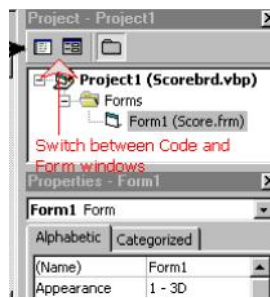 Project - Project1
Project1 (Scorebrd.vbp)
Forms
Form1 (Score.frm)
Switch between Code and
Form windows
Properties - Form1
Form1 Form
Alphabetic Categorized
(Name) Form1
Appearance 1 - 3D